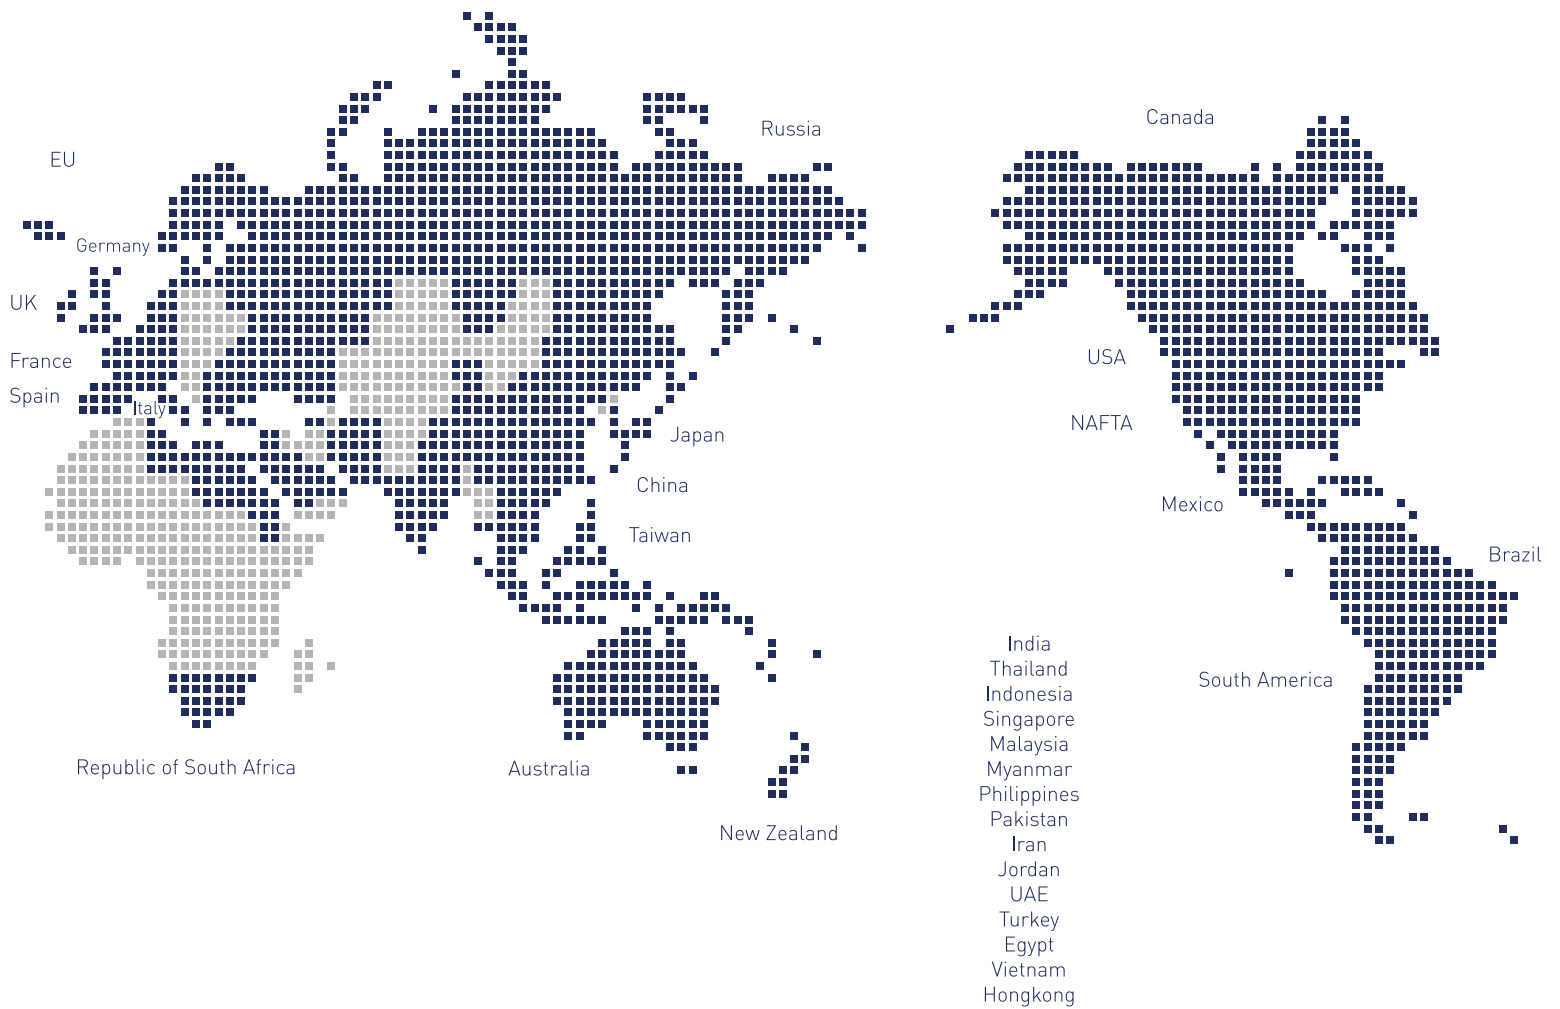 Canada
Russia
EU
Germany
UK
USA
France
Spain
Italy
NAFTA
Japan
China
Mexico
Taiwan
Brazil
India
Thailand
Indonesia
Singapore
Malaysia
Myanmar
Philippines
Pakistan
Iran
Jordan
UAE
Turkey
Egypt
Vietnam
Hongkong
South America
Republic of South Africa
Australia
New Zealand